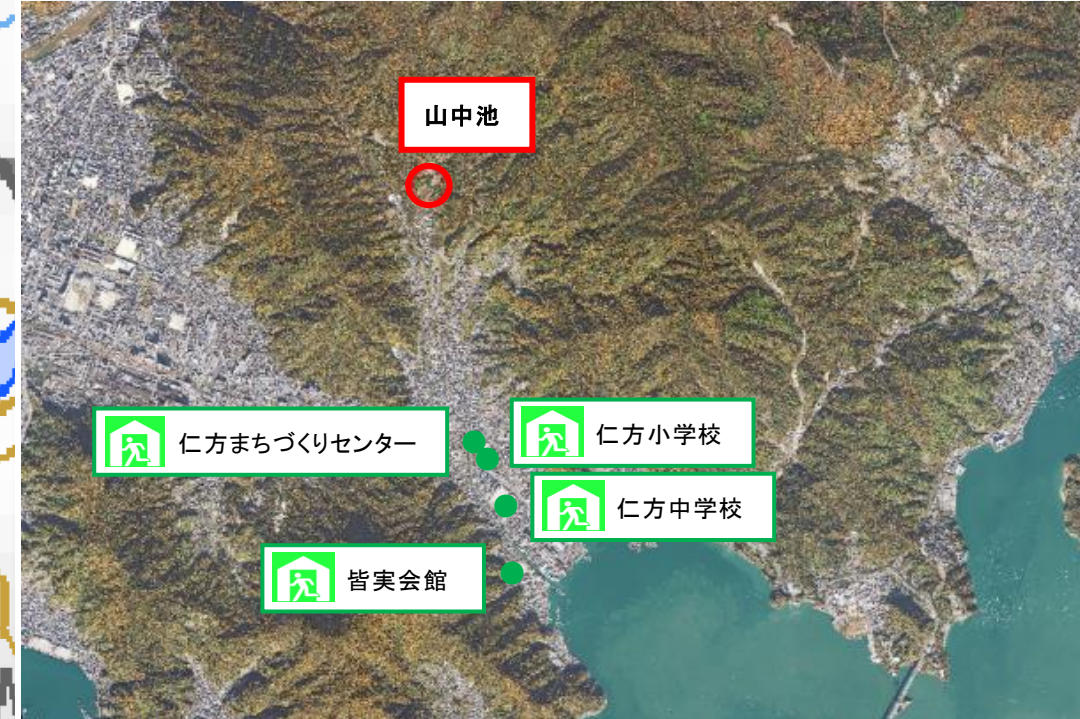 山中池
仁方まちづくりセンター
仁方小学校
仁方中学校
皆実会館